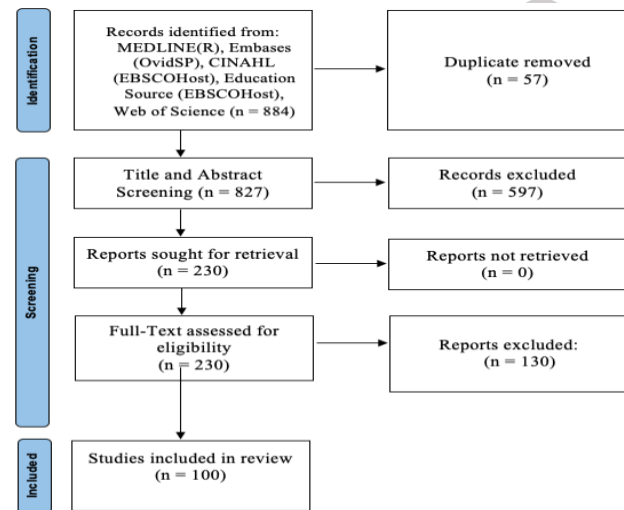 Identification
Records identified from:
MEDLINE(R), Embases
(OvidSP), CINAHL
(EBSCOHost), Education
Source (EBSCOHost),
Web of Science (n = 884)
Duplicate removed
(n = 57)
Screening
Title and Abstract
Screening (n = 827)
Records excluded
(n = 597)
Reports sought for retrieval
(n = 230)
Reports not retrieved
(n = 0)
Full-Text assessed for
eligibility
(n = 230)
Reports excluded:
(n = 130)
Included
Studies included in review
(n = 100)